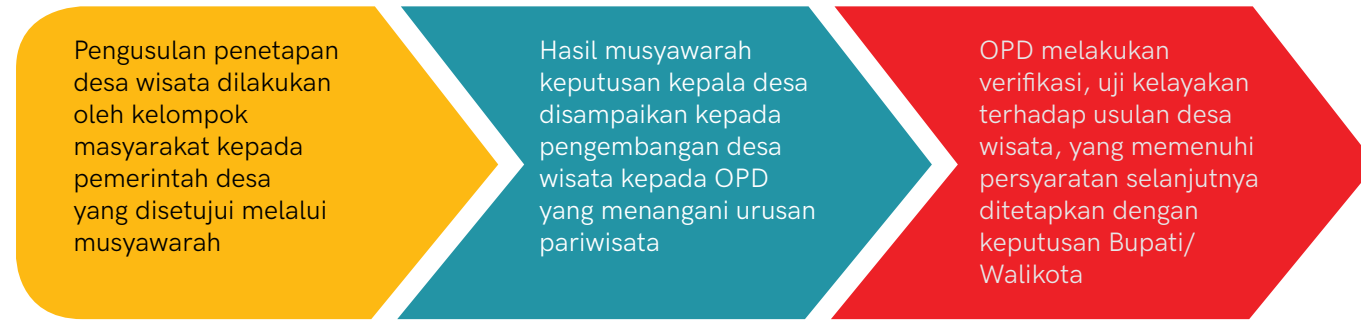 Pengusulan penetapan
desa wisata dilakukan
oleh kelompok
masyarakat kepada
pemerintah desa
yang disetujui melalui
musyawarah
Hasil musyawarah
keputusan kepala desa
disampaikan kepada
pengembangan desa
wisata kepada OPD
yang menangani urusan
pariwisata
OPD melakukan
verifikasi, uji kelayakan
terhadap usulan desa
wisata, yang memenuhi
persyaratan selanjutnya
ditetapkan dengan
keputusan Bupati/
Walikota